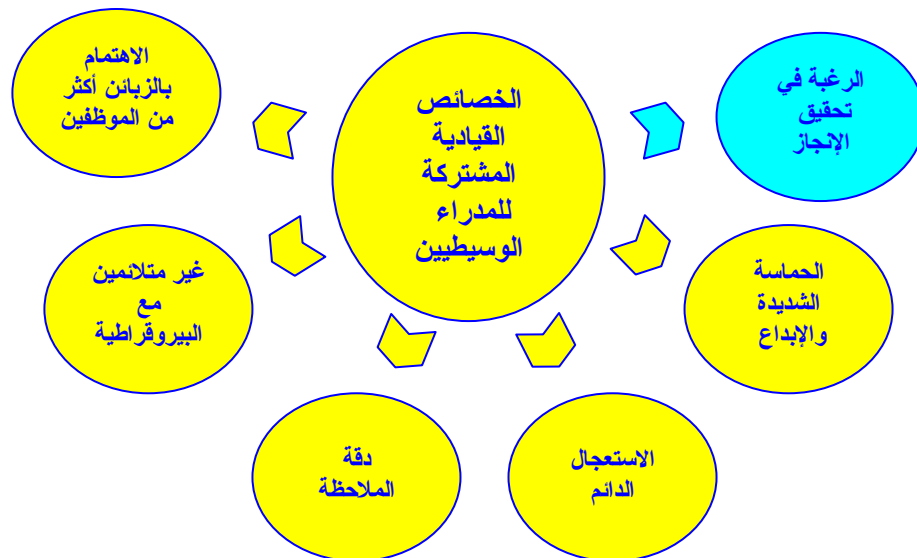 الخصائص
القيادية
المشتركة
للمدراء
الوسيطيين
الرغبة في
تحقيق
الإنجاز
الحماسة
الشديدة
والإبداع
الاستعجال
الدائم
دقة
الملاحظة
غير متلائمين
مع
البيروقراطية
الاهتمام
بالزبائن أكثر
من الموظفين